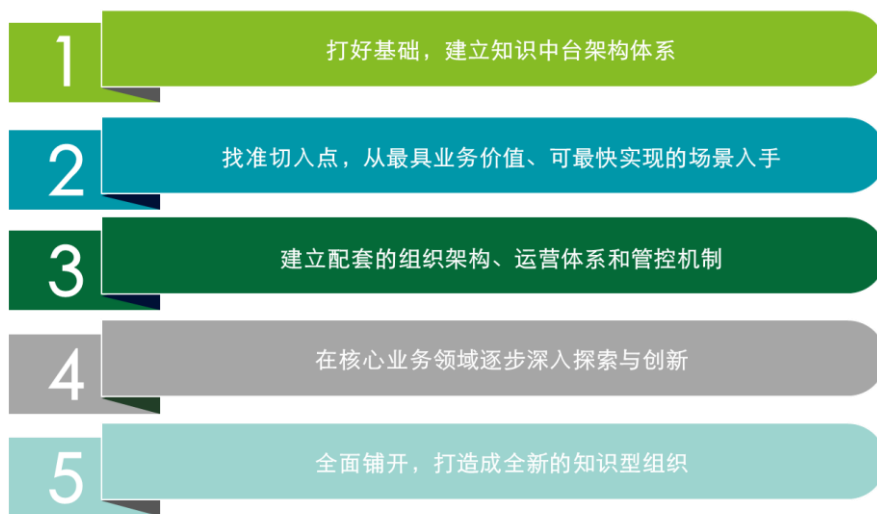 1
打好基础，建立知识中台架构体系
2
找准切入点，从最具业务价值、可最快实现的场景入手
3
建立配套的组织架构、运营体系和管控机制
4
在核心业务领域逐步深入探索与创新
5
全面铺开，打造成全新的知识型组织